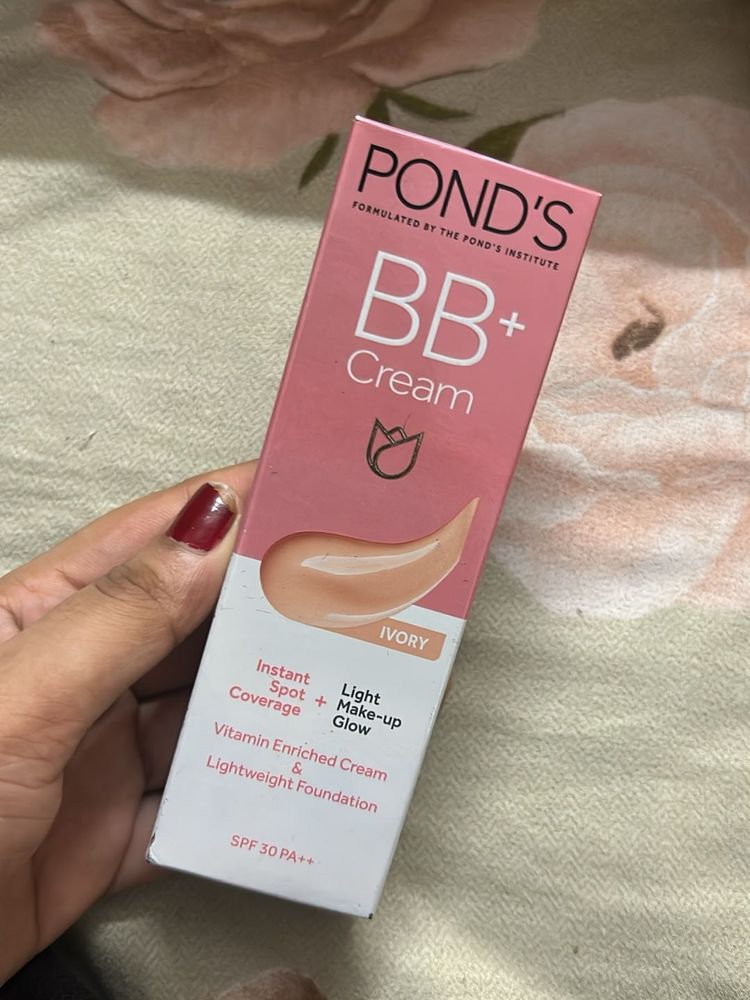 POND'S
FORMULATED BY THE POND'S INSTITUTE
BB+
Cream
IVORY
Instant
Spot
Coverage
+
Light
Make-up
Glow
Vitamin Enriched Cream
&
Lightweight Foundation
SPF 30 PA++